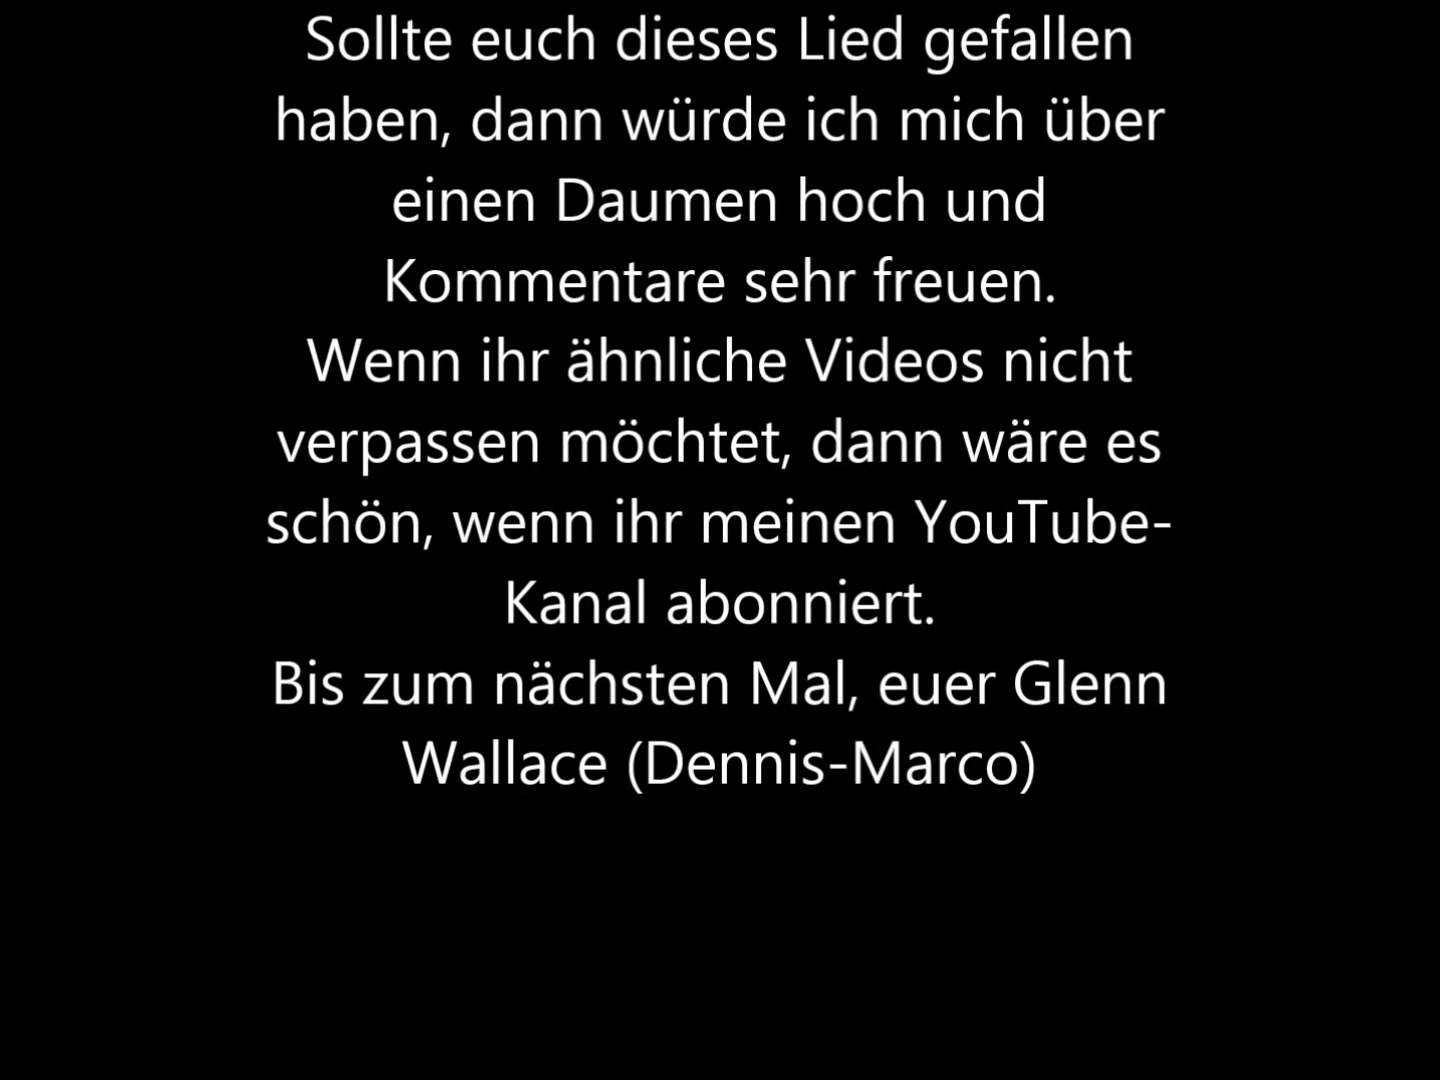 Sollte euch dieses Lied gefallen
haben, dann würde ich mich über
einen Daumen hoch und
Kommentare sehr freuen.
Wenn ihr ähnliche Videos nicht
verpassen möchtet, dann wäre es
schön, wenn ihr meinen YouTube-
Kanal abonniert.
Bis zum nächsten Mal, euer Glenn
Wallace (Dennis-Marco)